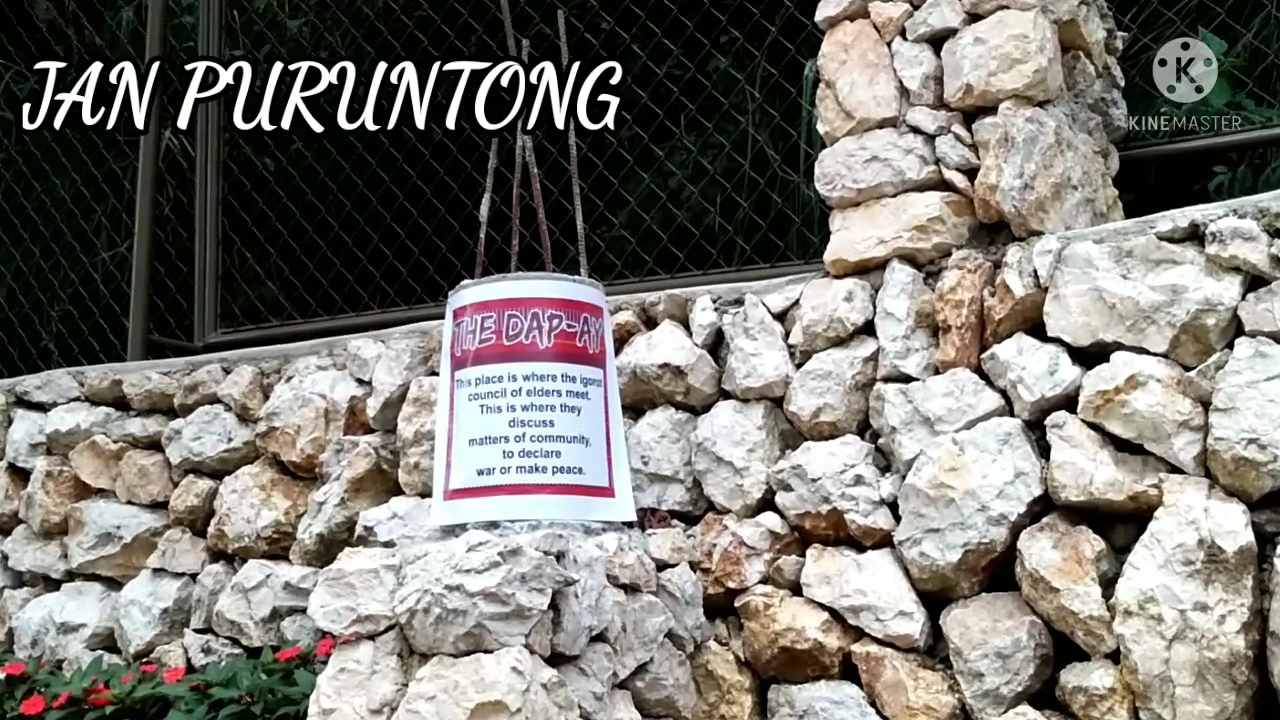 JAN PURUNTONG
K
KINEMASTER
THE DAP-AY
This place is where the igorot
council of elders meet.
This is where they
discuss
matters of community,
to declare
war or make peace.